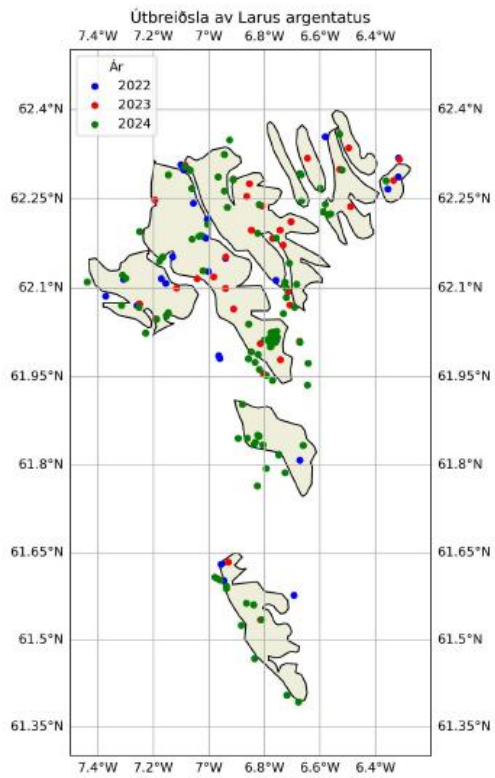 Útbreiðsla av Larus argentatus
7.4°W 7.2°W 7°W 6.8°W 6.6°W 6.4°W
Ár
2022
2023
2024
62.4°N 62.4°N
62.25°N 62.25°N
62.1°N 62.1°N
61.95°N 61.95°N
61.8°N 61.8°N
61.65°N 61.65°N
61.5°N 61.5°N
61.35°N 61.35°N
7.4°W 7.2°W 7°W 6.8°W 6.6°W 6.4°W